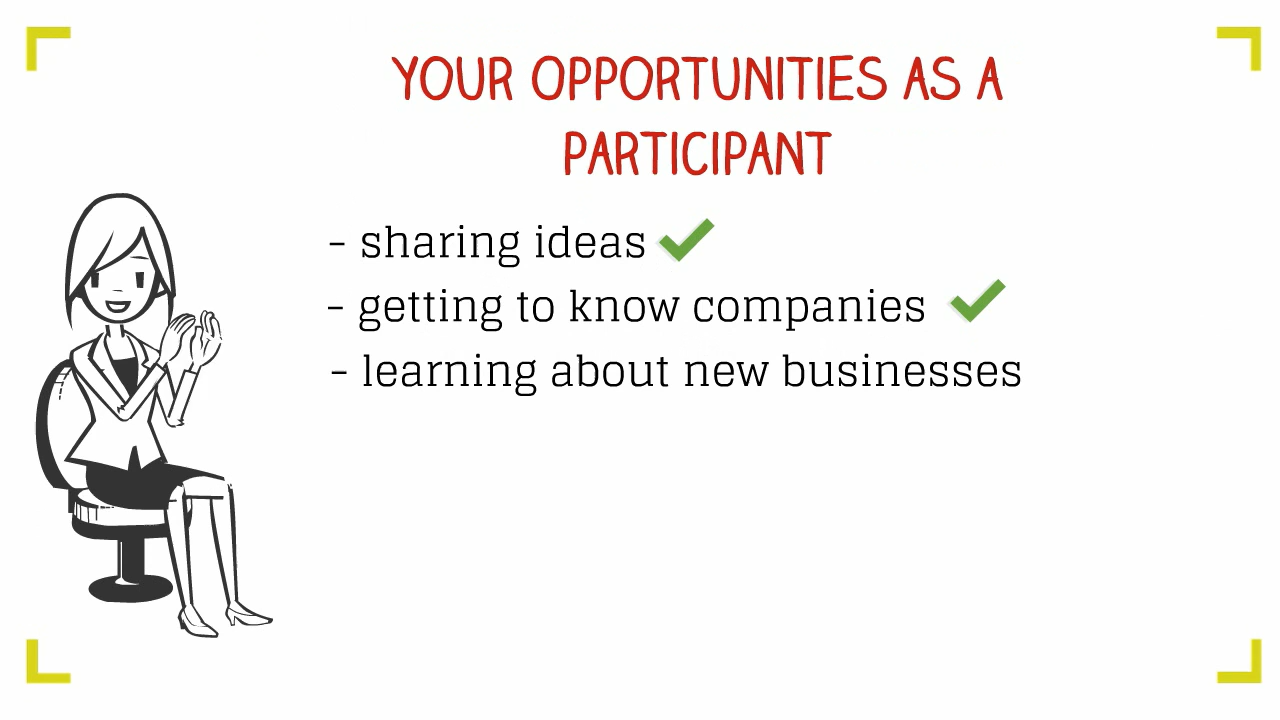 YOUR OPPORTUNITIES AS A
PARTICIPANT
- sharing ideas
- getting to know companies
- learning about new businesses